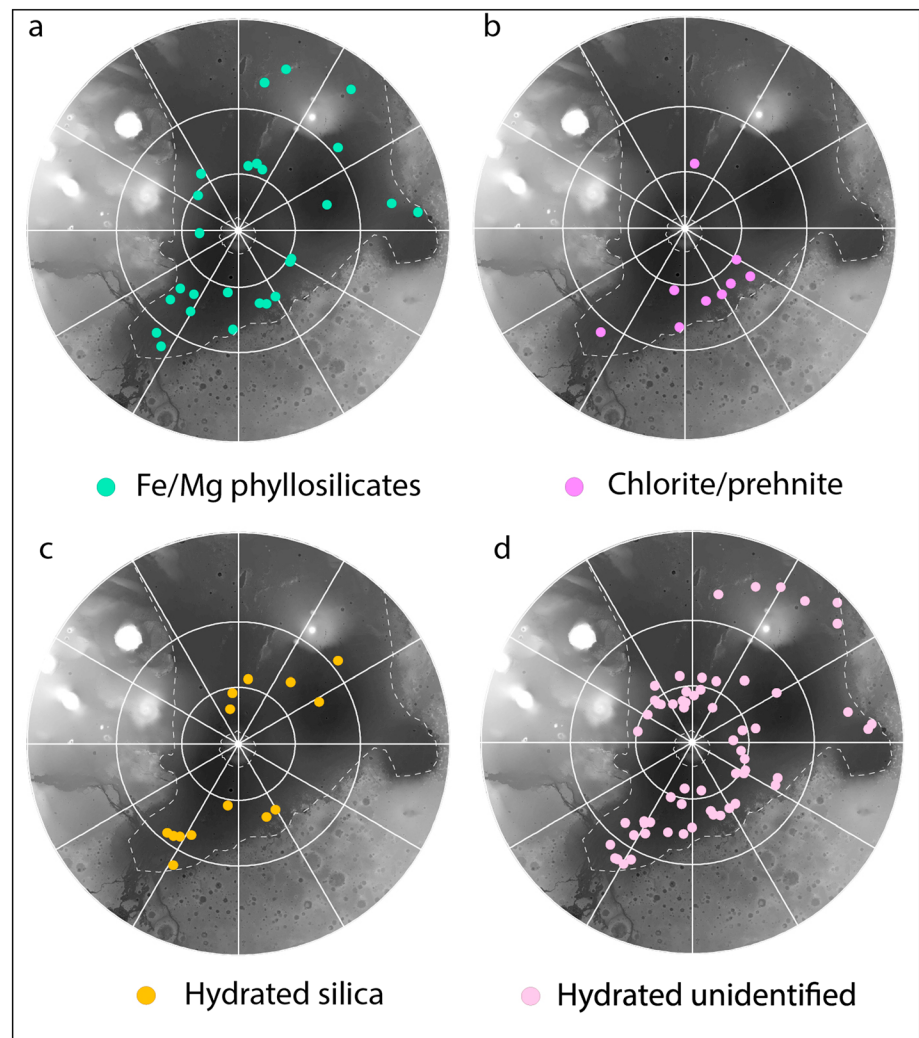 a
b
Fe/Mg phyllosilicates
Chlorite/prehnite
c
d
Hydrated silica
Hydrated unidentified